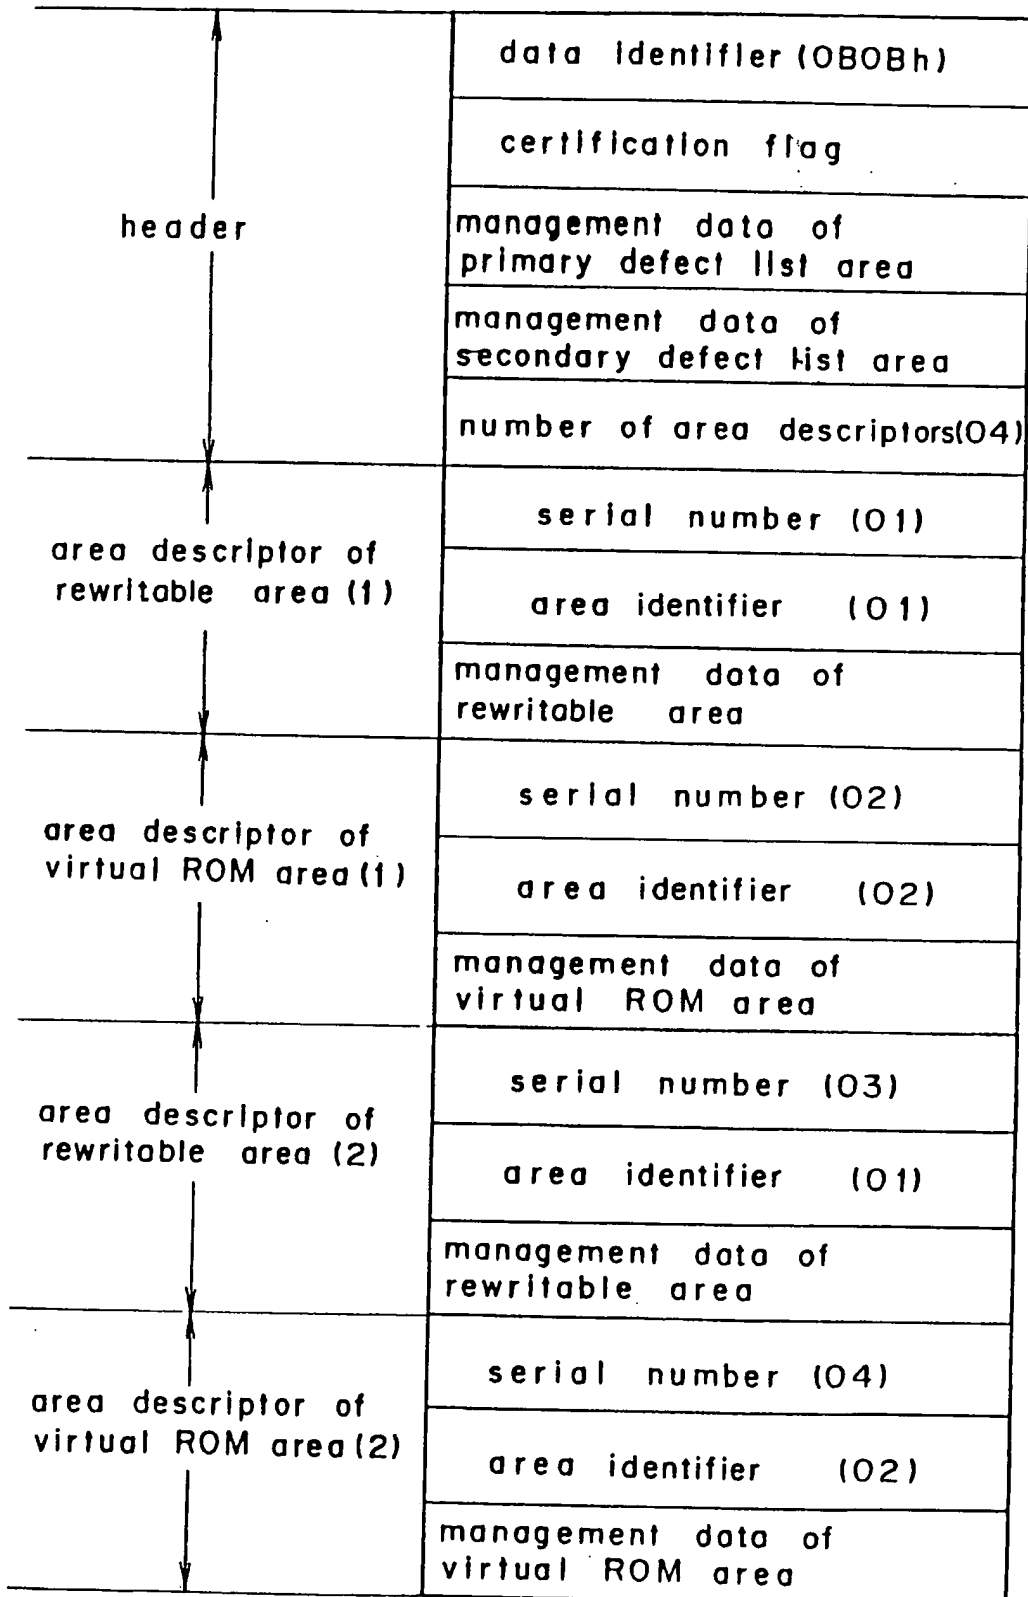 data identifier (0B0Bh)
certification flag
header
management data of
primary defect list area
management data of
secondary defect list area
number of area descriptors(04)
area descriptor of
rewritable area (1)
serial number (01)
area identifier (01)
management data of
rewritable area
area descriptor of
virtual ROM area (1)
serial number (02)
area identifier (02)
management data of
virtual ROM area
area descriptor of
rewritable area (2)
serial number (03)
area identifier (01)
management data of
rewritable area
area descriptor of
virtual ROM area (2)
serial number (04)
area identifier (02)
management data of
virtual ROM area